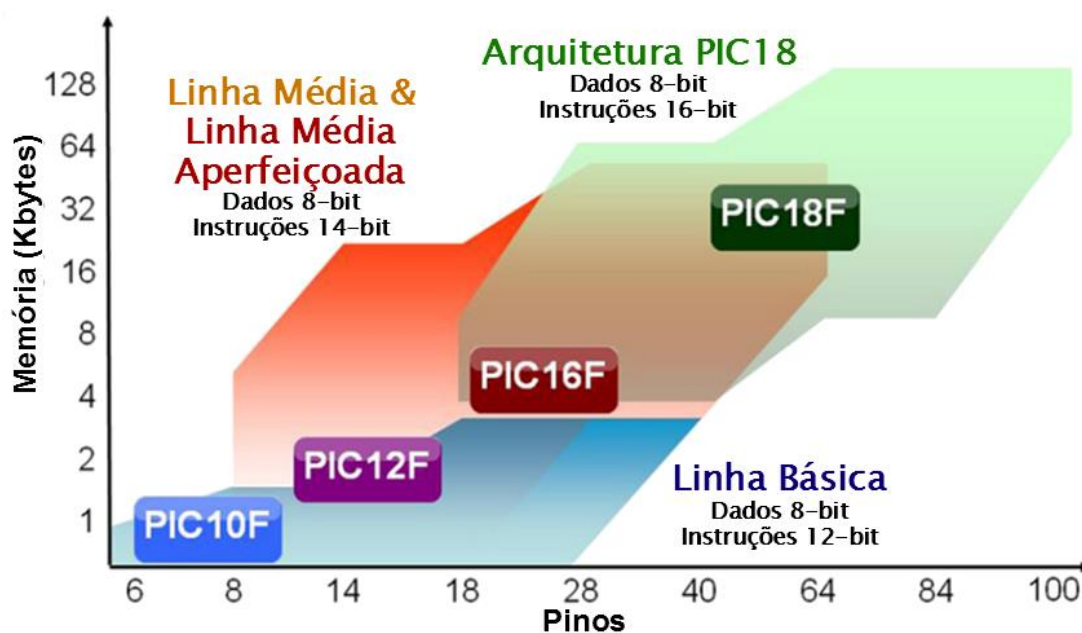 Arquitetura PIC18
Dados 8-bit
Instruções 16-bit
Linha Média &
Linha Média
Aperfeiçoada
Dados 8-bit
Instruções 14-bit
Memória (Kbytes)
128
64
32
16
8
4
2
1
PIC18F
PIC16F
PIC12F
PIC10F
Linha Básica
Dados 8-bit
Instruções 12-bit
6 8 14 18 28 40 64 84 100
Pinos